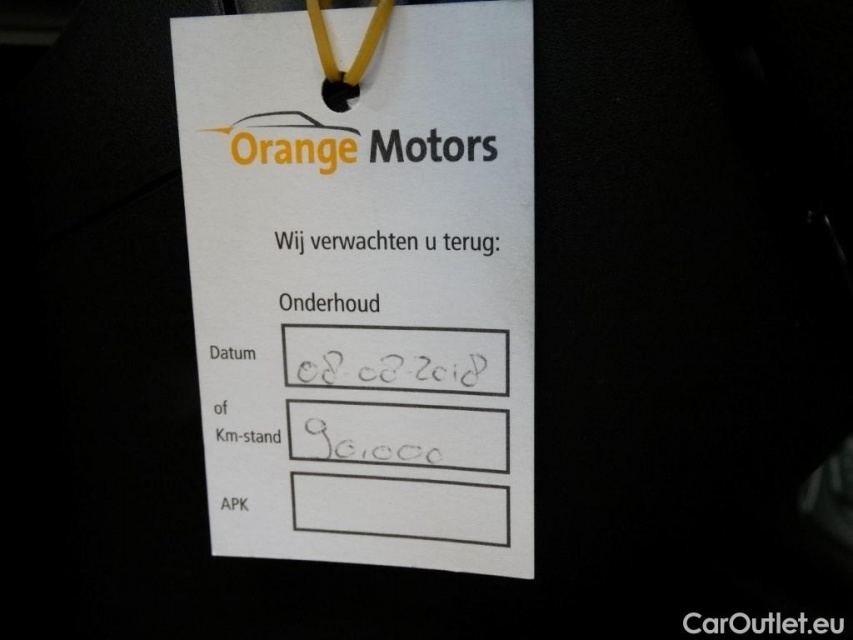 Orange Motors
Wij verwachten u terug:
Onderhoud
Datum 08-08-2018
of
Km-stand 90.000
APK
CarOutlet.eu